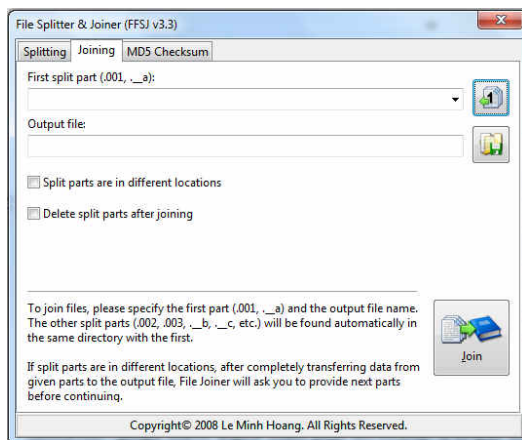 File Splitter & Joiner (FFSJ v3.3)
Splitting Joining MD5 Checksum
First split part (.001, .__a):
1
Output file:
Split parts are in different locations
Delete split parts after joining
To join files, please specify the first part (.001, .__a) and the output file name.
The other split parts (.002, .003, .__b, .__c, etc.) will be found automatically in
the same directory with the first.
If split parts are in different locations, after completely transferring data from
given parts to the output file, File Joiner will ask you to provide next parts
before continuing.
Join
Copyright© 2008 Le Minh Hoang. All Rights Reserved.